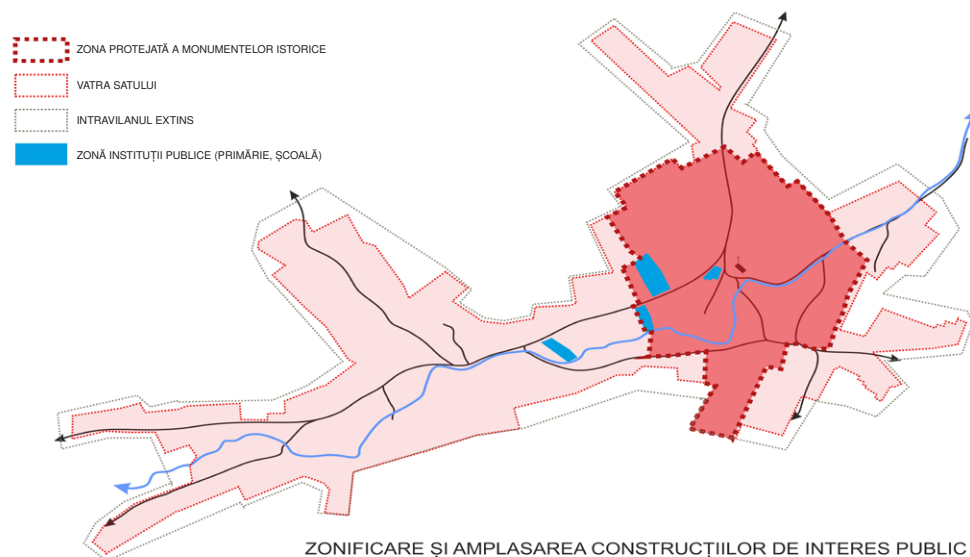 ZONA PROTEJATĂ A MONUMENTELOR ISTORICE
VATRA SATULUI
INTRAVILANUL EXTINS
ZONĂ INSTITUȚII PUBLICE (PRIMĂRIE, ȘCOALĂ)
ZONIFICARE ȘI AMPLASAREA CONSTRUCȚIILOR DE INTERES PUBLIC